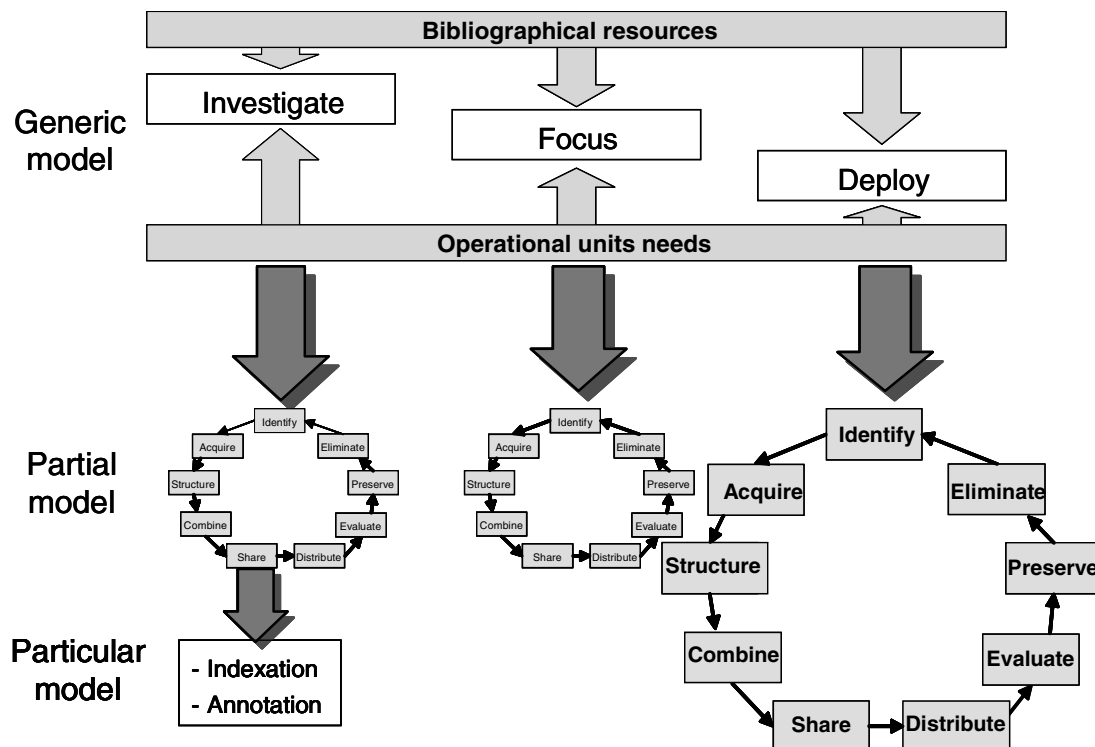 Bibliographical resources
Generic
model
Investigate
Focus
Deploy
Operational units needs
Partial
model
Identify
Acquire
Structure
Combine
Share
Distribute
Evaluate
Preserve
Eliminate
Identify
Acquire
Structure
Combine
Share
Distribute
Evaluate
Preserve
Eliminate
Identify
Acquire
Structure
Combine
Share
Distribute
Evaluate
Preserve
Eliminate
Particular
model
- Indexation
- Annotation